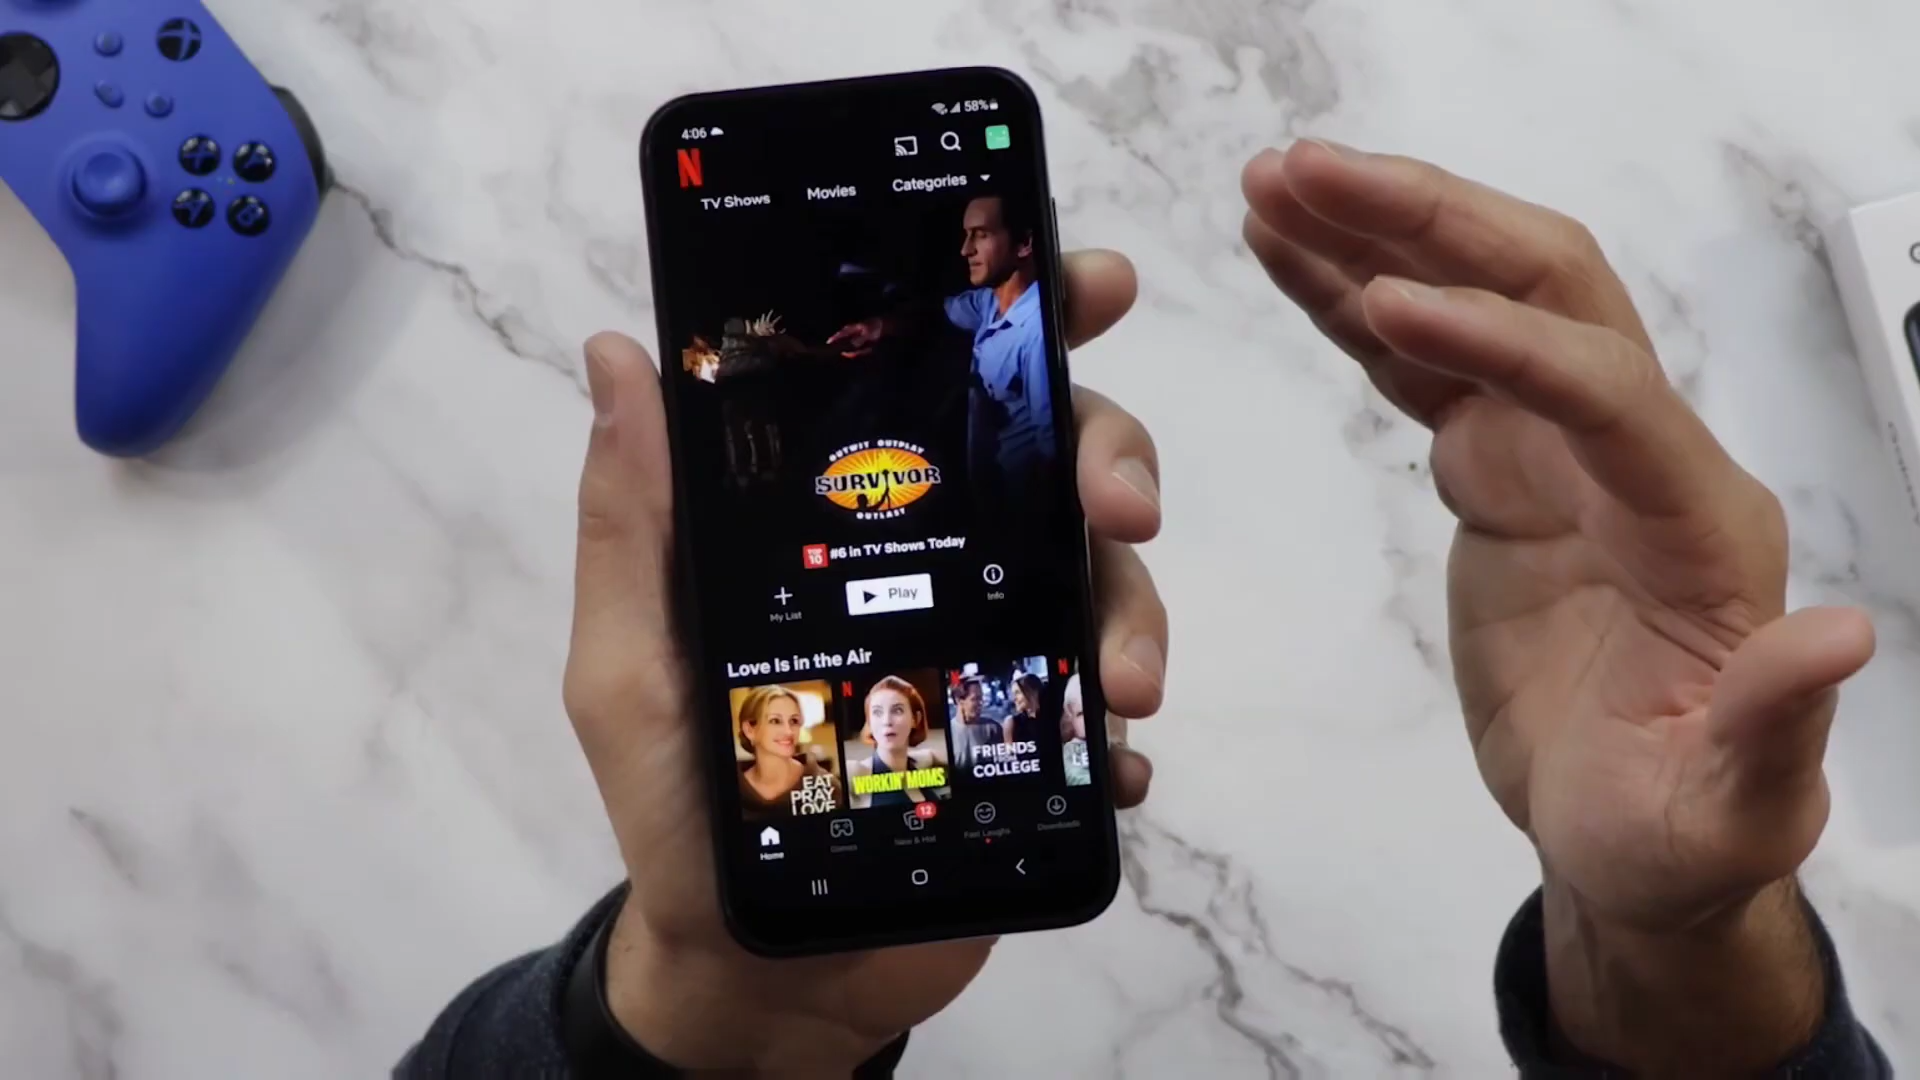 4:06
58%
N
TV Shows
Movies
Categories
OUTWIT OUTPLAY
SURVIVOR
OUTLAST
TOP
10
#6 in TV Shows Today
My List
Play
Info
Love Is in the Air
EAT
PRAY
LOVE
N
WORKIN' MOMS
N
FRIENDS
FROM
COLLEGE
N
LE
12
Home
Games
New & Hot
Fast Laughs
Downloads